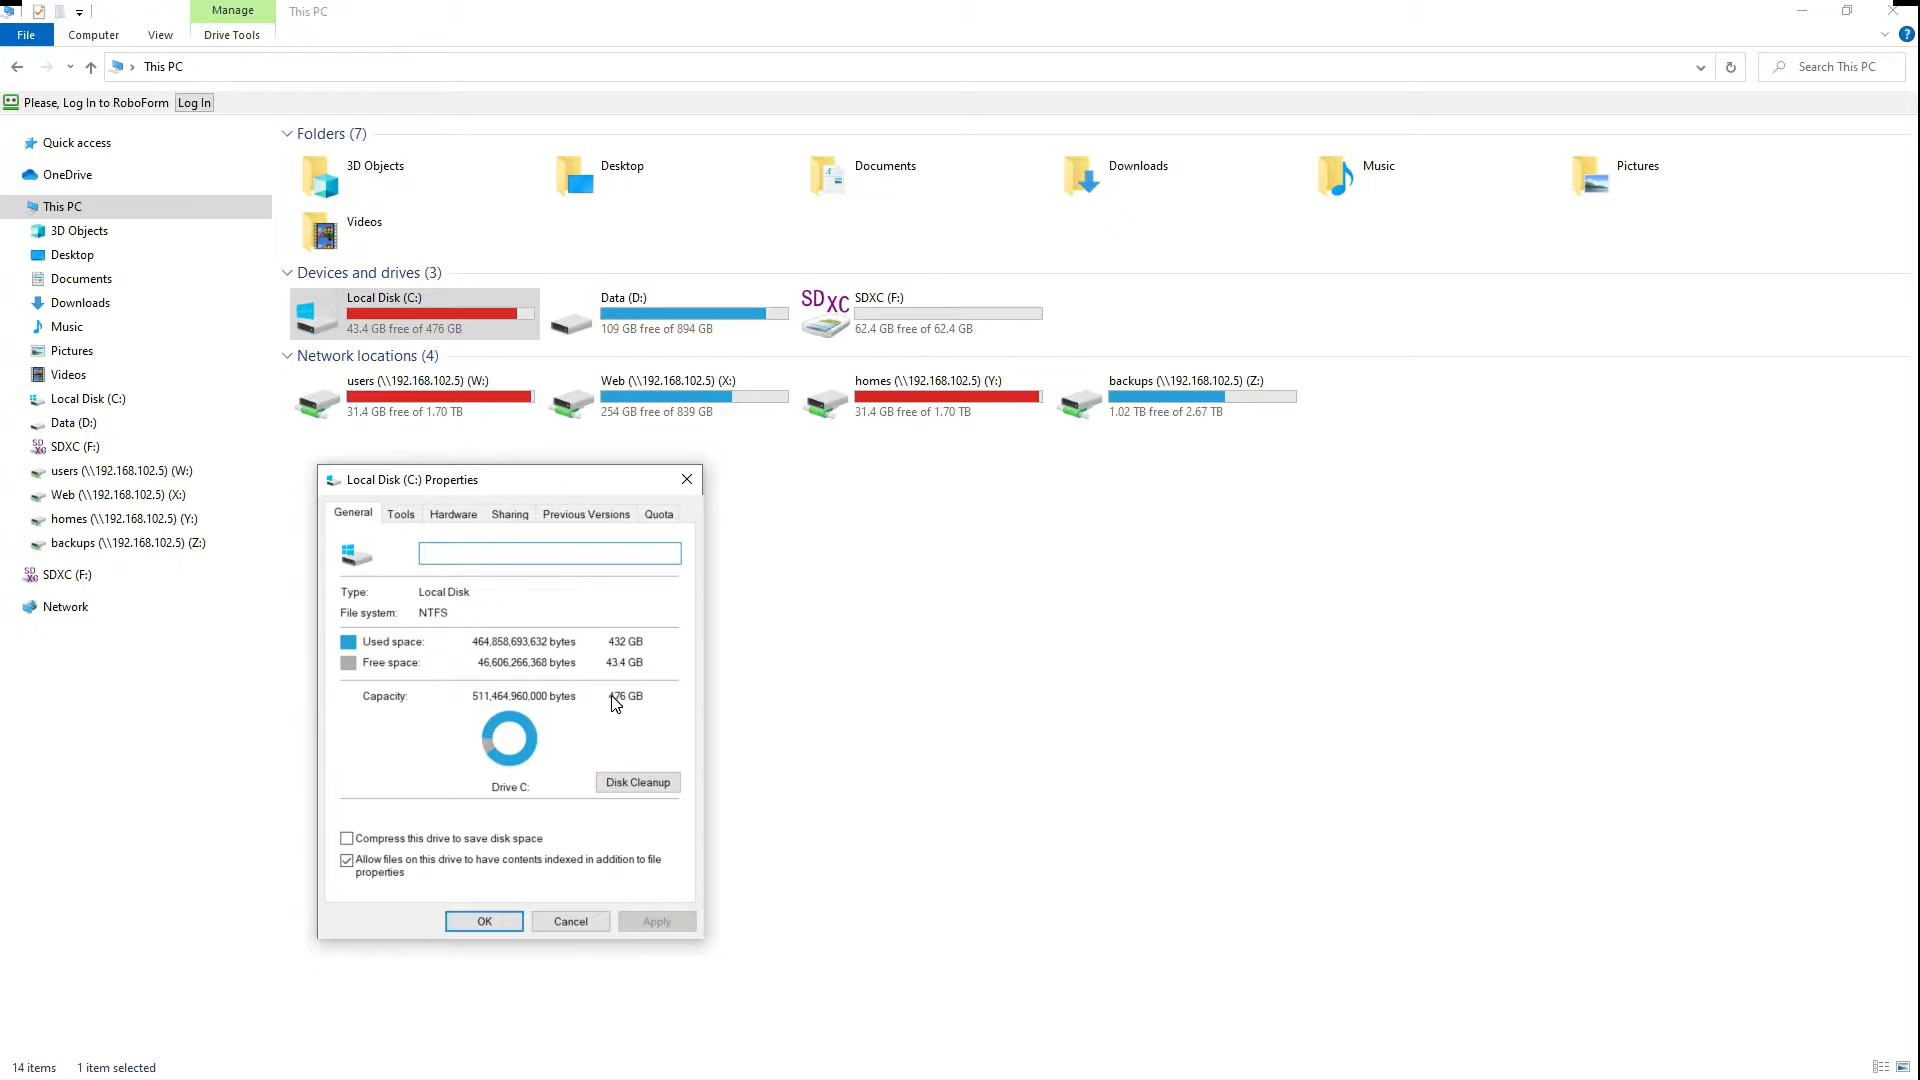 Manage
This PC
File
Computer
View
Drive Tools
This PC
Search This PC
Please, Log In to RoboForm
Log In
Quick access
OneDrive
This PC
3D Objects
Desktop
Documents
Downloads
Music
Pictures
Videos
Local Disk (C:)
Data (D:)
SDXC (F:)
users (\\192.168.102.5) (W:)
Web (\\192.168.102.5) (X:)
homes (\\192.168.102.5) (Y:)
backups (\\192.168.102.5) (Z:)
SDXC (F:)
Network
Folders (7)
3D Objects
Desktop
Documents
Downloads
Music
Pictures
Videos
Devices and drives (3)
Local Disk (C:)
43.4 GB free of 476 GB
Data (D:)
109 GB free of 894 GB
SDXC
SDXC (F:)
62.4 GB free of 62.4 GB
Network locations (4)
users (\\192.168.102.5) (W:)
31.4 GB free of 1.70 TB
Web (\\192.168.102.5) (X:)
254 GB free of 839 GB
homes (\\192.168.102.5) (Y:)
31.4 GB free of 1.70 TB
backups (\\192.168.102.5) (Z:)
1.02 TB free of 2.67 TB
Local Disk (C:) Properties
General
Tools
Hardware
Sharing
Previous Versions
Quota
Type: Local Disk
File system: NTFS
Used space: 464,858,693,632 bytes 432 GB
Free space: 46,606,266,368 bytes 43.4 GB
Capacity: 511,464,960,000 bytes 476 GB
Drive C:
Disk Cleanup
Compress this drive to save disk space
Allow files on this drive to have contents indexed in addition to file
properties
OK
Cancel
Apply
14 items
1 item selected